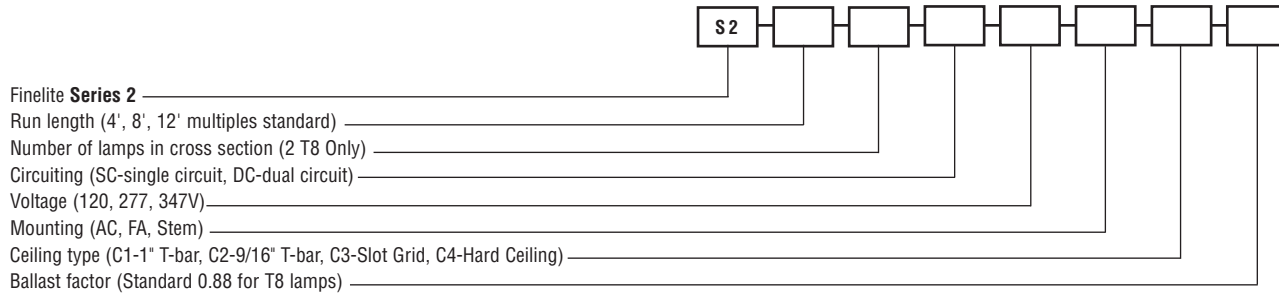 S 2
Finelite Series 2
Run length (4', 8', 12' multiples standard)
Number of lamps in cross section (2 T8 Only)
Circuiting (SC-single circuit, DC-dual circuit)
Voltage (120, 277, 347V)
Mounting (AC, FA, Stem)
Ceiling type (C1-1" T-bar, C2-9/16" T-bar, C3-Slot Grid, C4-Hard Ceiling)
Ballast factor (Standard 0.88 for T8 lamps)